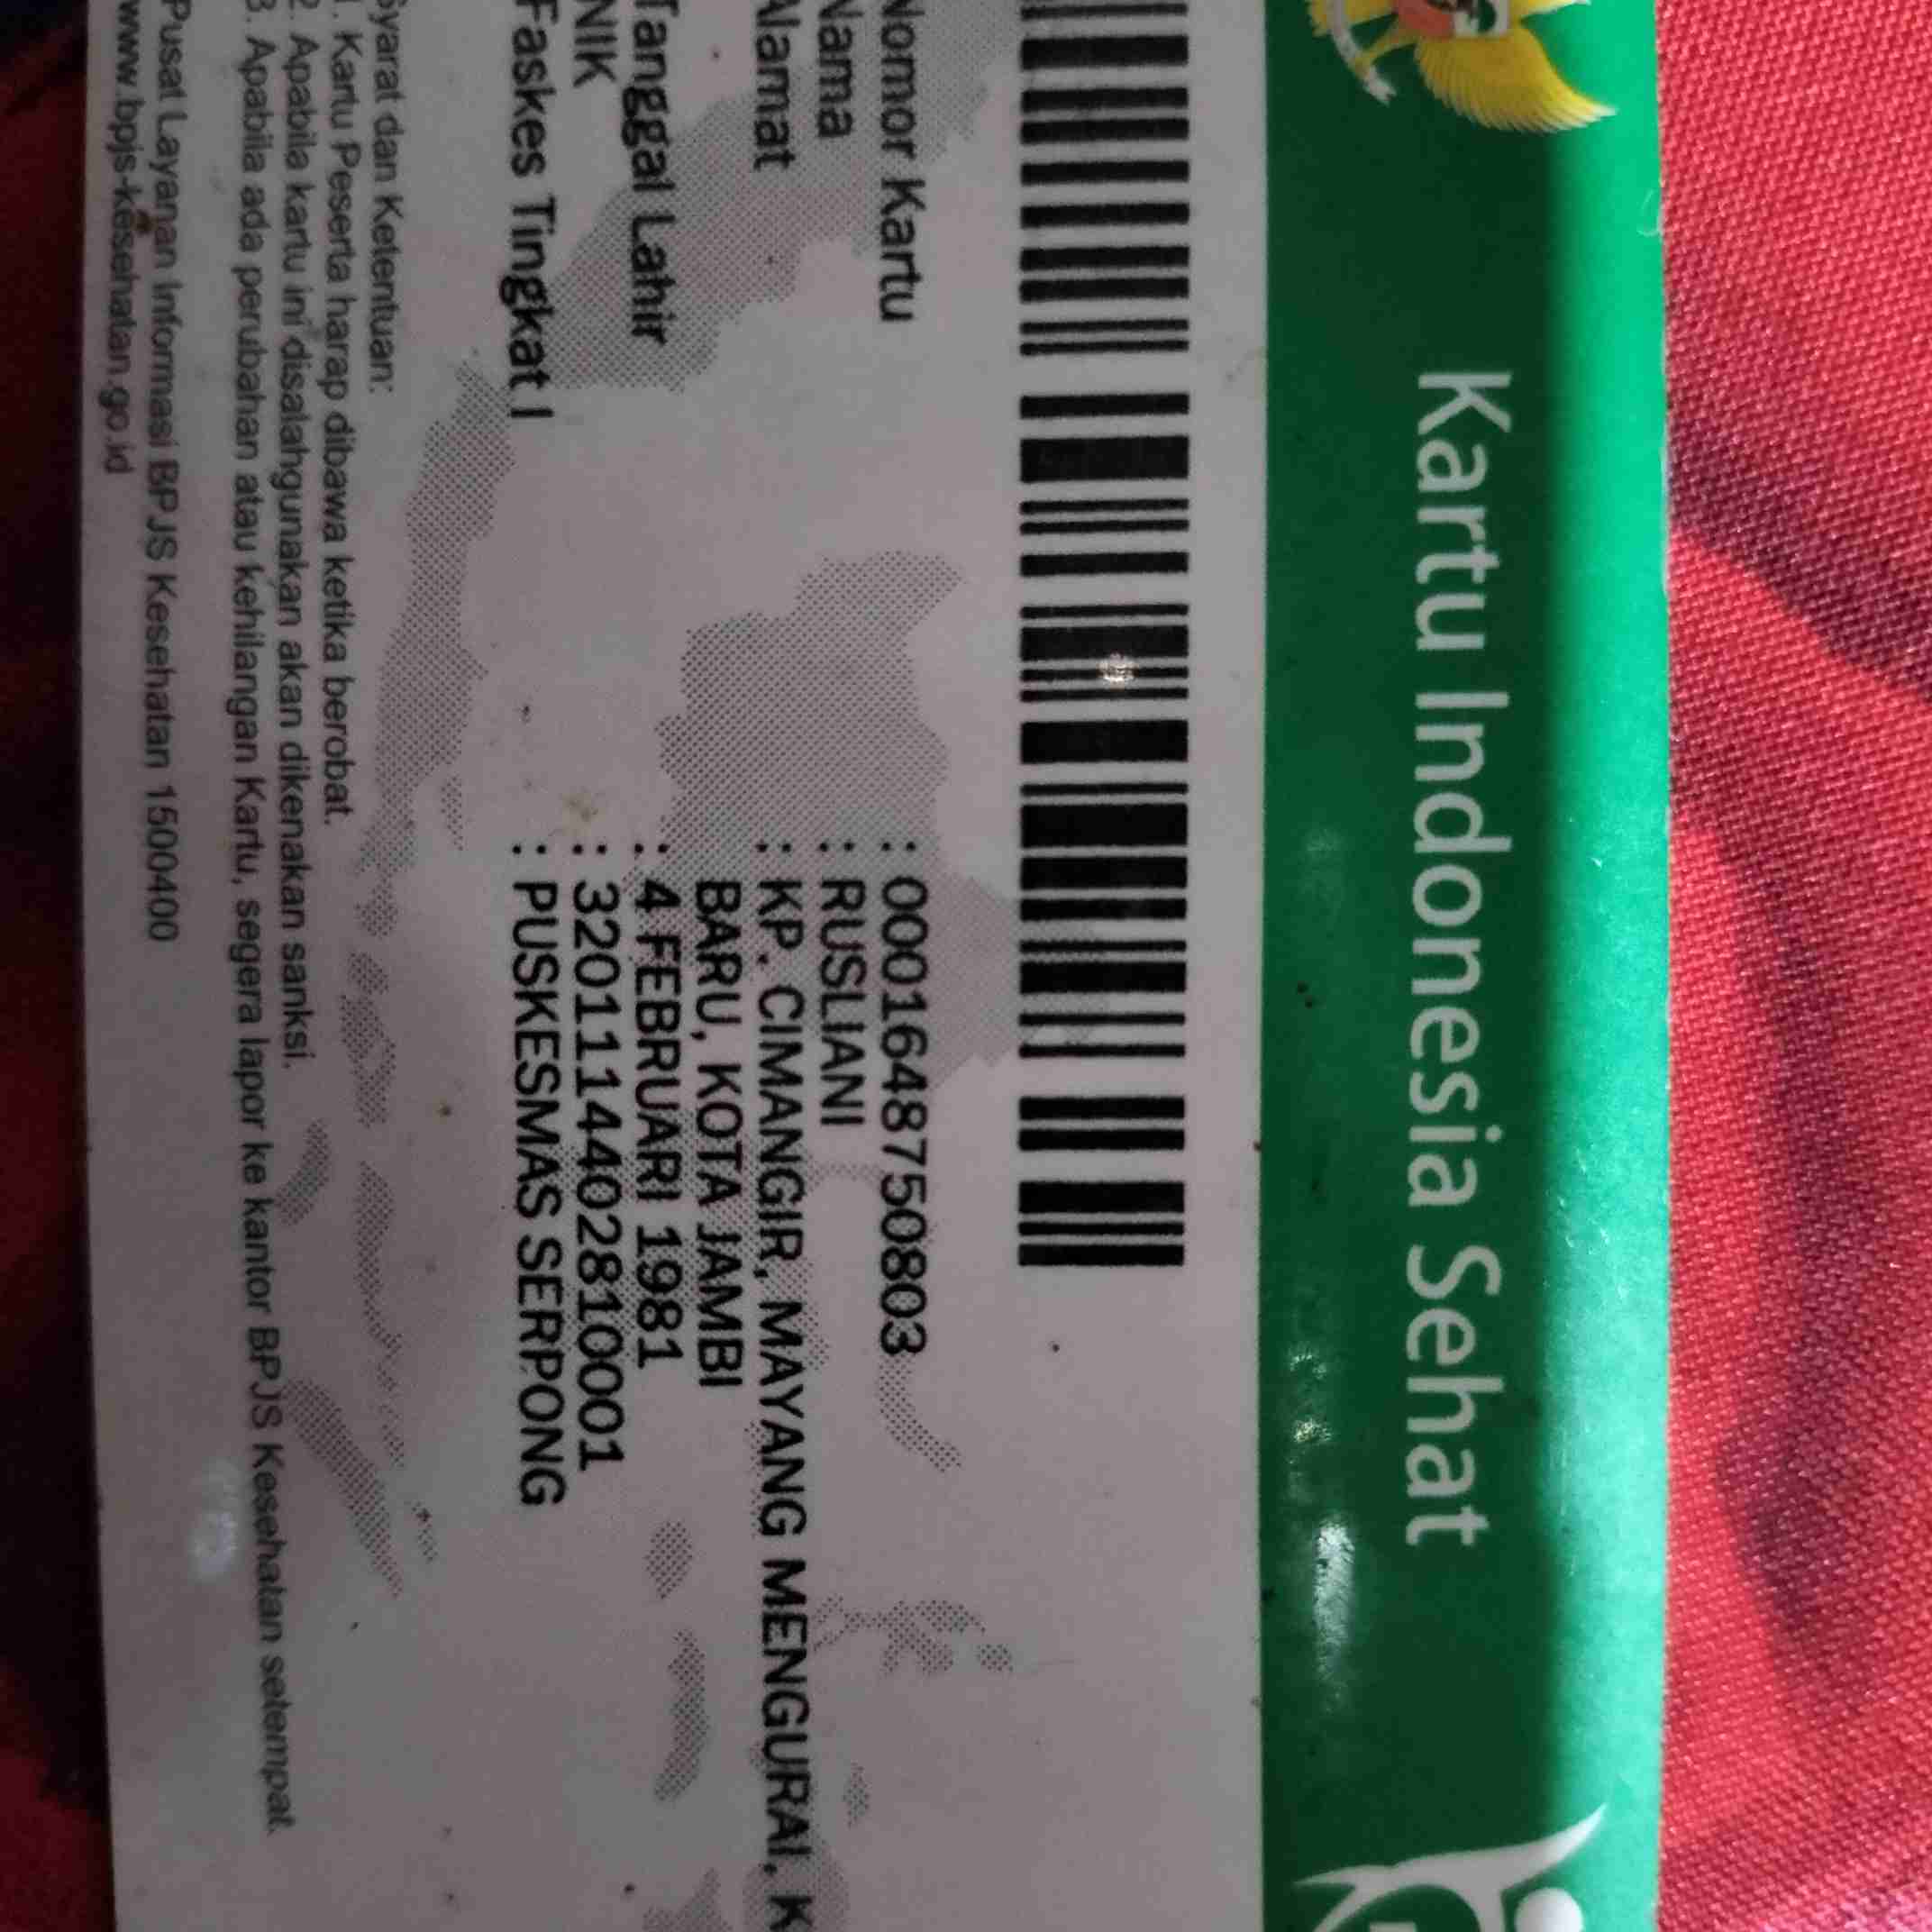 Kartu Indonesia Sehat
Nomor Kartu : 0001648750803
Nama : RUSLIANI
Alamat : KP. CIMANGIR, MAYANG MENGURAI, K
BARU, KOTA JAMBI
Tanggal Lahir : 4 FEBRUARI 1981
NIK : 3201114402810001
Faskes Tingkat I : PUSKESMAS SERPONG
Syarat dan Ketentuan:
1. Kartu Peserta harap dibawa ketika berobat.
2. Apabila kartu ini disalahgunakan akan dikenakan sanksi.
3. Apabila ada perubahan atau kehilangan Kartu, segera lapor ke kantor BPJS Kesehatan setempat.
Pusat Layanan Informasi BPJS Kesehatan 1500400
www.bpjs-kesehatan.go.id